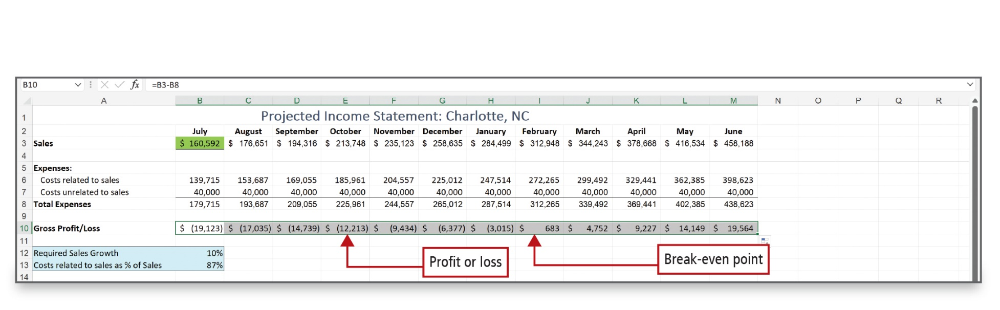 B10 fx =B3-B8
A B C D E F G H I J K L M N O P Q R
1 Projected Income Statement: Charlotte, NC
2 July August September October November December January February March April May June
3 Sales $ 160,592 $ 176,651 $ 194,316 $ 213,748 $ 235,123 $ 258,635 $ 284,499 $ 312,948 $ 344,243 $ 378,668 $ 416,534 $ 458,188
4
5 Expenses:
6 Costs related to sales 139,715 153,687 169,055 185,961 204,557 225,012 247,514 272,265 299,492 329,441 362,385 398,623
7 Costs unrelated to sales 40,000 40,000 40,000 40,000 40,000 40,000 40,000 40,000 40,000 40,000 40,000 40,000
8 Total Expenses 179,715 193,687 209,055 225,961 244,557 265,012 287,514 312,265 339,492 369,441 402,385 438,623
9
10 Gross Profit/Loss $ (19,123) $ (17,035) $ (14,739) $ (12,213) $ (9,434) $ (6,377) $ (3,015) $ 683 $ 4,752 $ 9,227 $ 14,149 $ 19,564
11
12 Required Sales Growth 10%
13 Costs related to sales as % of Sales 87%
14
Profit or loss
Break-even point